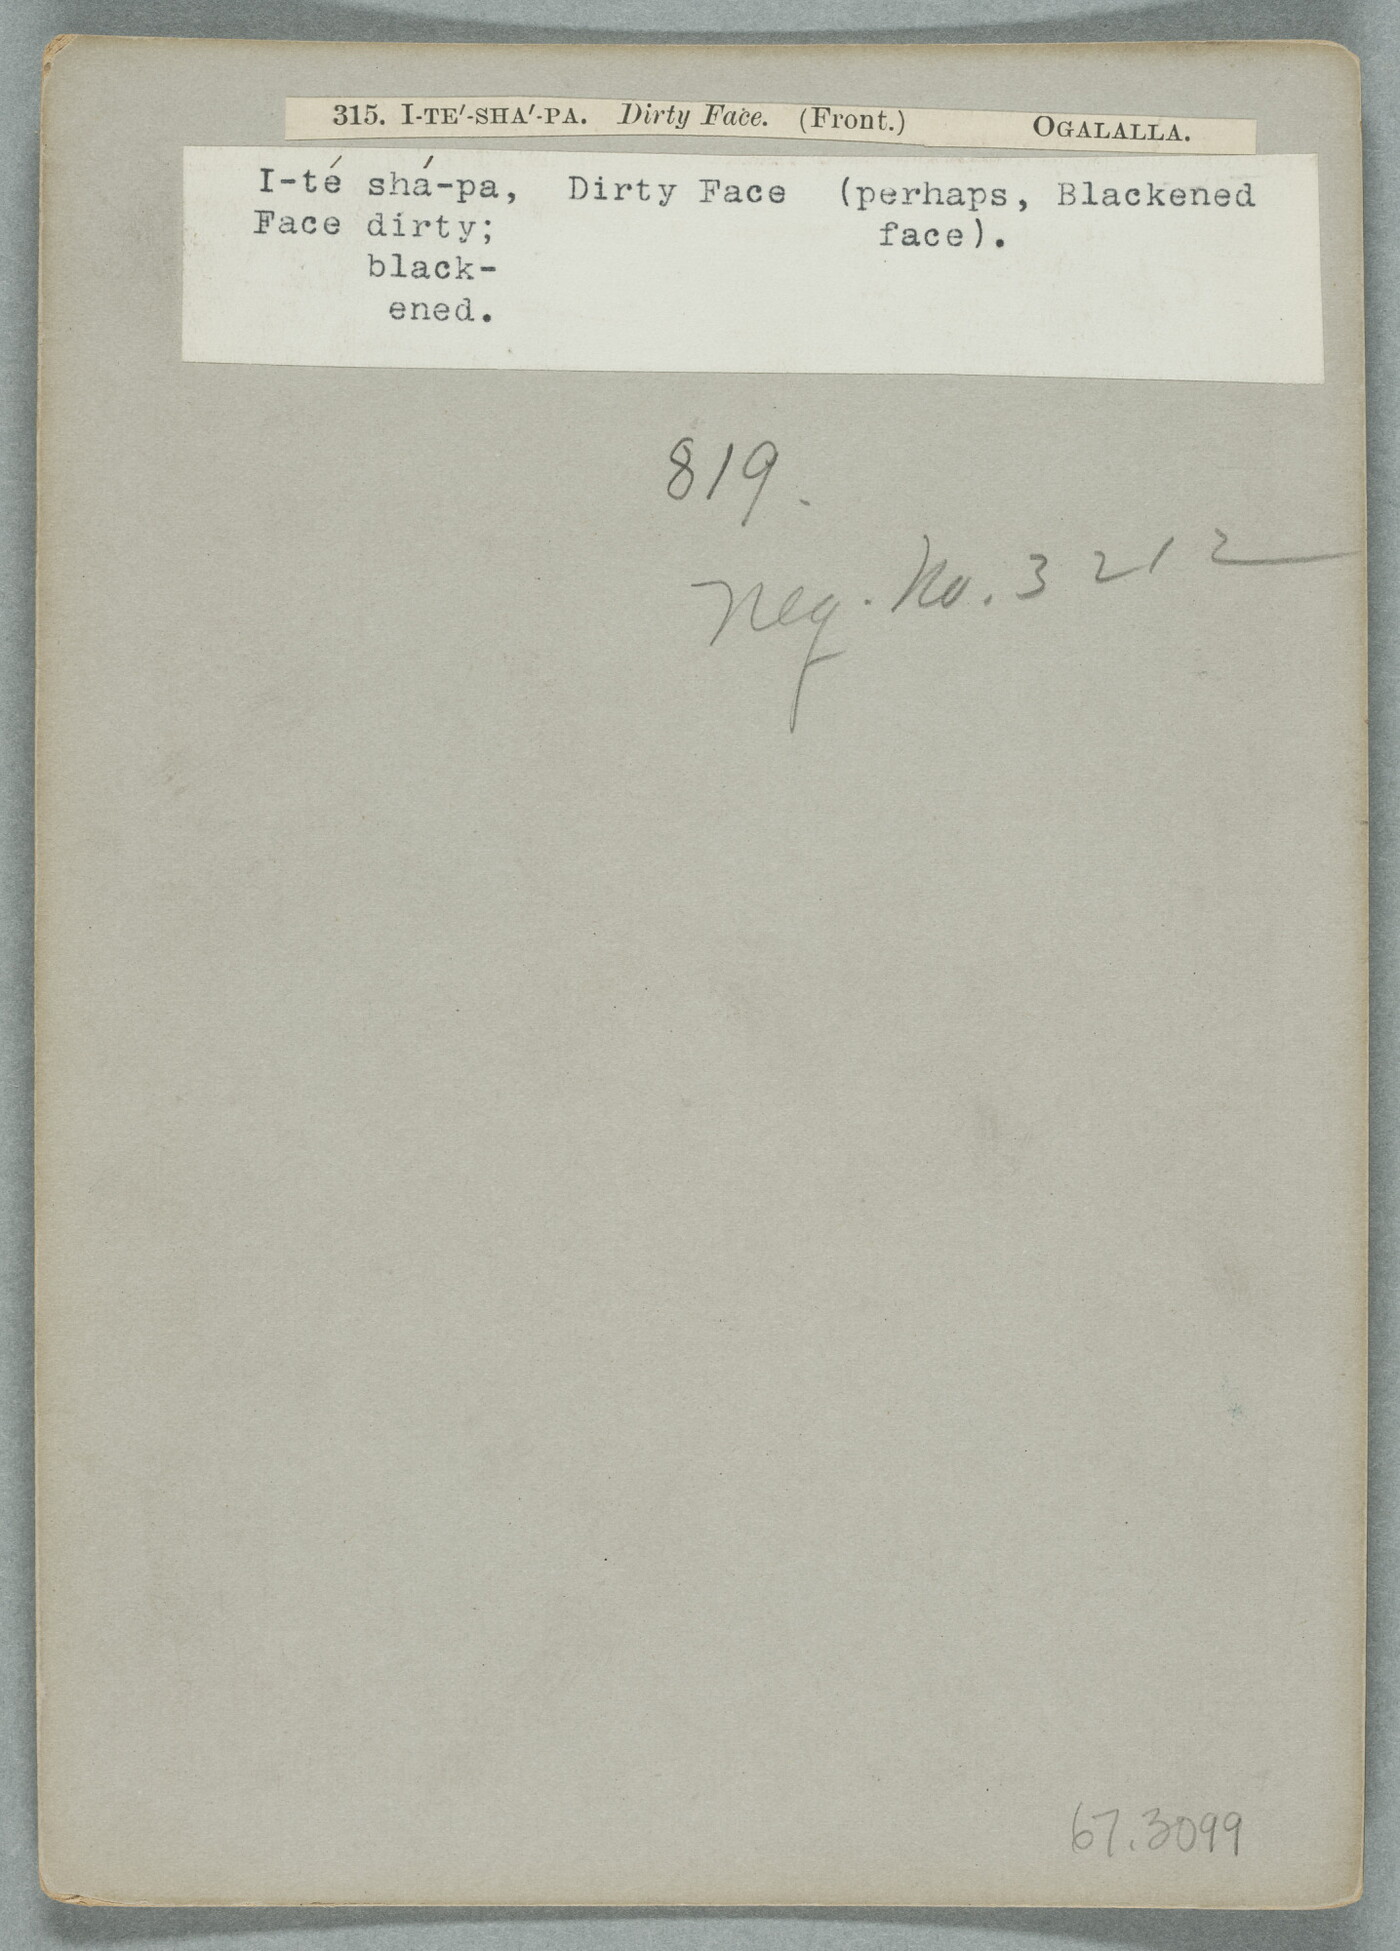 315. I-TE′-SHA′-PA. Dirty Face. (Front.) OGALALLA.
I-té shá-pa, Dirty Face (perhaps, Blackened
Face dirty; face).
black-
ened.
819.
Neg. No. 3212
67.3099